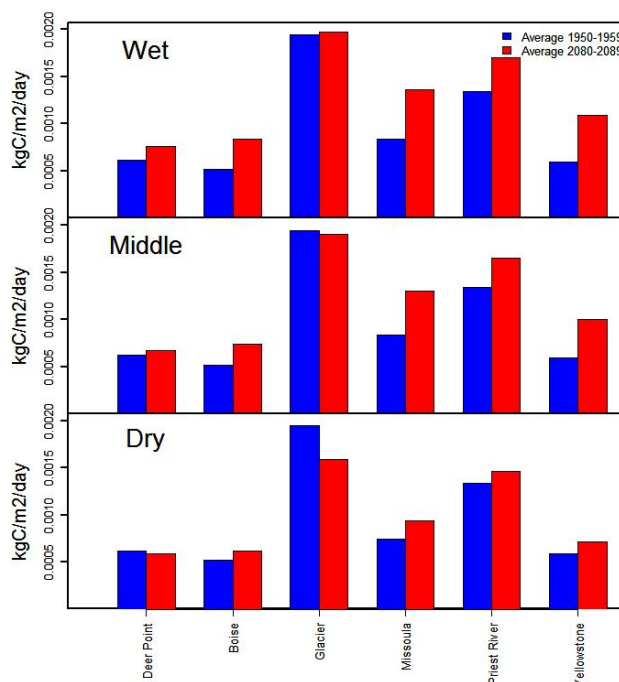 Wet
Average 1950-1959
Average 2080-2089
kgC/m2/day
0.0005
0.0010
0.0015
0.0020
Middle
kgC/m2/day
0.0005
0.0010
0.0015
0.0020
Dry
kgC/m2/day
0.0005
0.0010
0.0015
0.0020
Deer Point
Boise
Glacier
Missoula
Priest River
Yellowstone